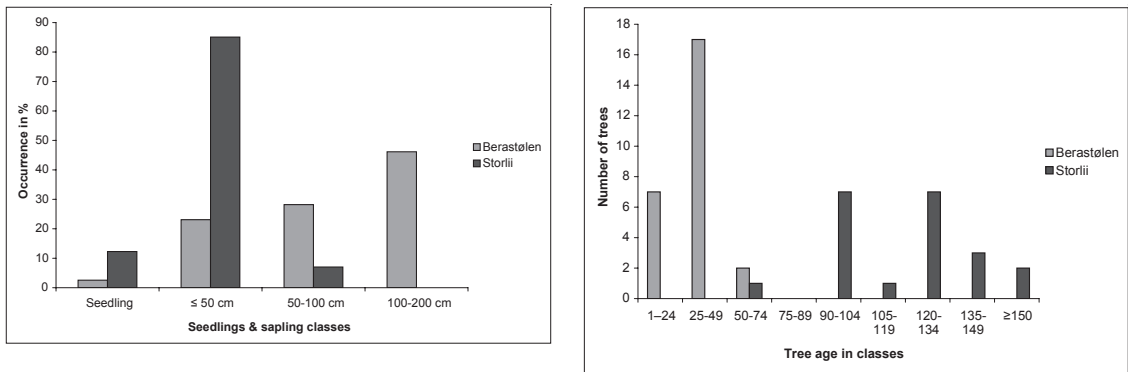 90
80
70
60
50
40
30
20
10
0
Occurrence in %
Seedling
≤ 50 cm
50-100 cm
100-200 cm
Seedlings & sapling classes
Berastølen
Storlii
18
16
14
12
10
8
6
4
2
0
Number of trees
1–24
25-49
50-74
75-89
90-104
105-
119
120-
134
135-
149
≥150
Tree age in classes
Berastølen
Storlii